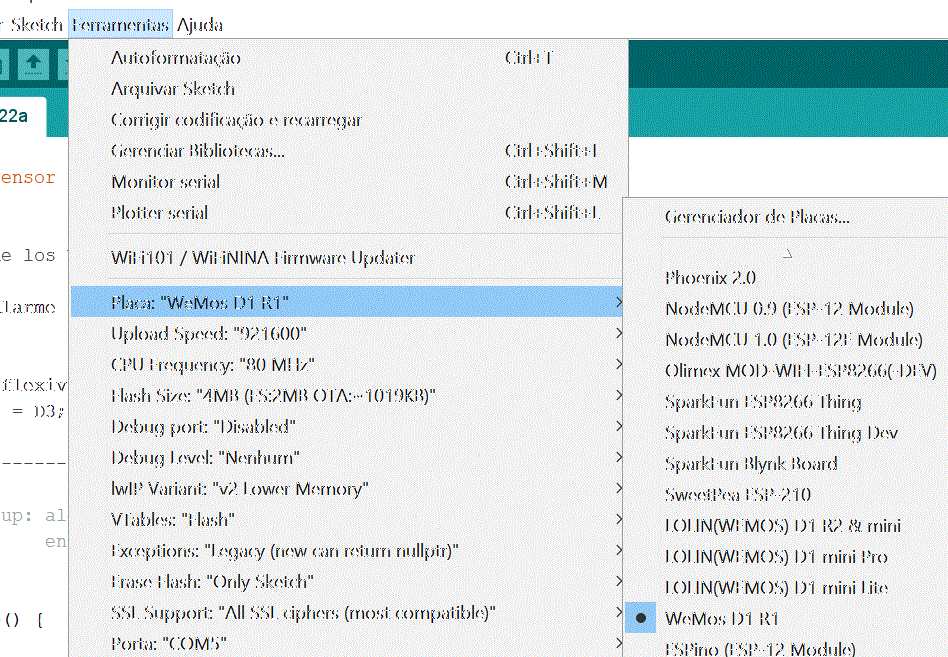 Sketch Ferramentas Ajuda
Autoformatação Ctrl+T
Arquivar Sketch
22a
Corrigir codificação e recarregar
Gerenciar Bibliotecas... Ctrl+Shift+I
Monitor serial Ctrl+Shift+M
ensor
Plotter serial Ctrl+Shift+L
WiFi101 / WiFiNINA Firmware Updater
e los
Placa: "WeMos D1 R1"
Upload Speed: "921600"
CPU Frequency: "80 MHz"
Flash Size: "4MB (FS:2MB OTA:~1019KB)"
= D3;
Debug port: "Disabled"
Debug Level: "Nenhum"
lwIP Variant: "v2 Lower Memory"
up: al
VTables: "Flash"
en
Exceptions: "Legacy (new can return nullptr)"
Erase Flash: "Only Sketch"
() {
SSL Support: "All SSL ciphers (most compatible)"
Porta: "COM5"
Gerenciador de Placas...
Phoenix 2.0
NodeMCU 0.9 (ESP-12 Module)
NodeMCU 1.0 (ESP-12E Module)
Olimex MOD-WIFI-ESP8266(-DEV)
SparkFun ESP8266 Thing
SparkFun ESP8266 Thing Dev
SparkFun Blynk Board
SweetPea ESP-210
LOLIN(WEMOS) D1 R2 & mini
LOLIN(WEMOS) D1 mini Pro
LOLIN(WEMOS) D1 mini Lite
WeMos D1 R1
ESPino (ESP-12 Module)